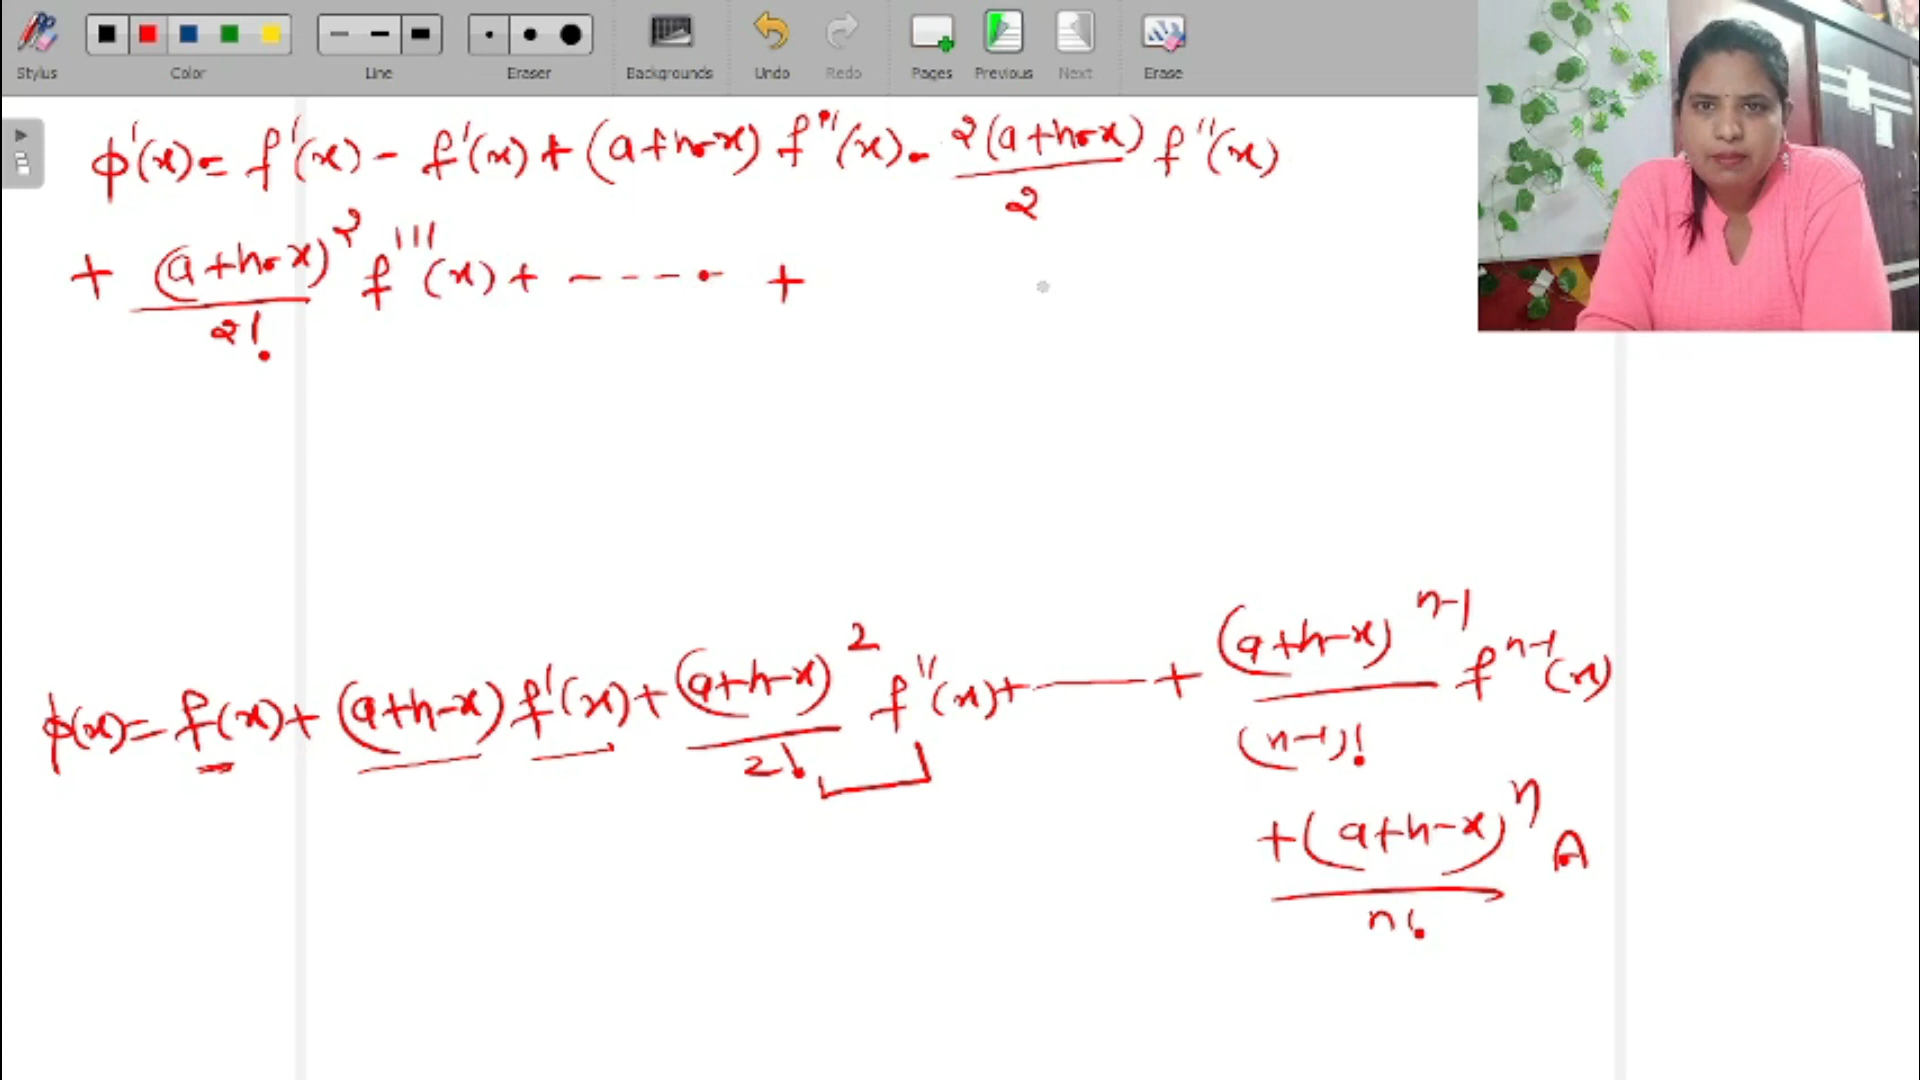 Stylus Color Line Eraser Backgrounds Undo Redo Pages Previous Next Erase
ϕ'(x) = f'(x) - f'(x) + (a+h-x) f''(x) - 2(a+h-x)/2 f''(x)
+ (a+h-x)²/2! f'''(x) + ----- +
ϕ(x) = f(x) + (a+h-x) f'(x) + (a+h-x)²/2! f''(x) + —— + (a+h-x)ⁿ⁻¹/(n-1)! fⁿ⁻¹(x)
+ (a+h-x)ⁿ/n! A